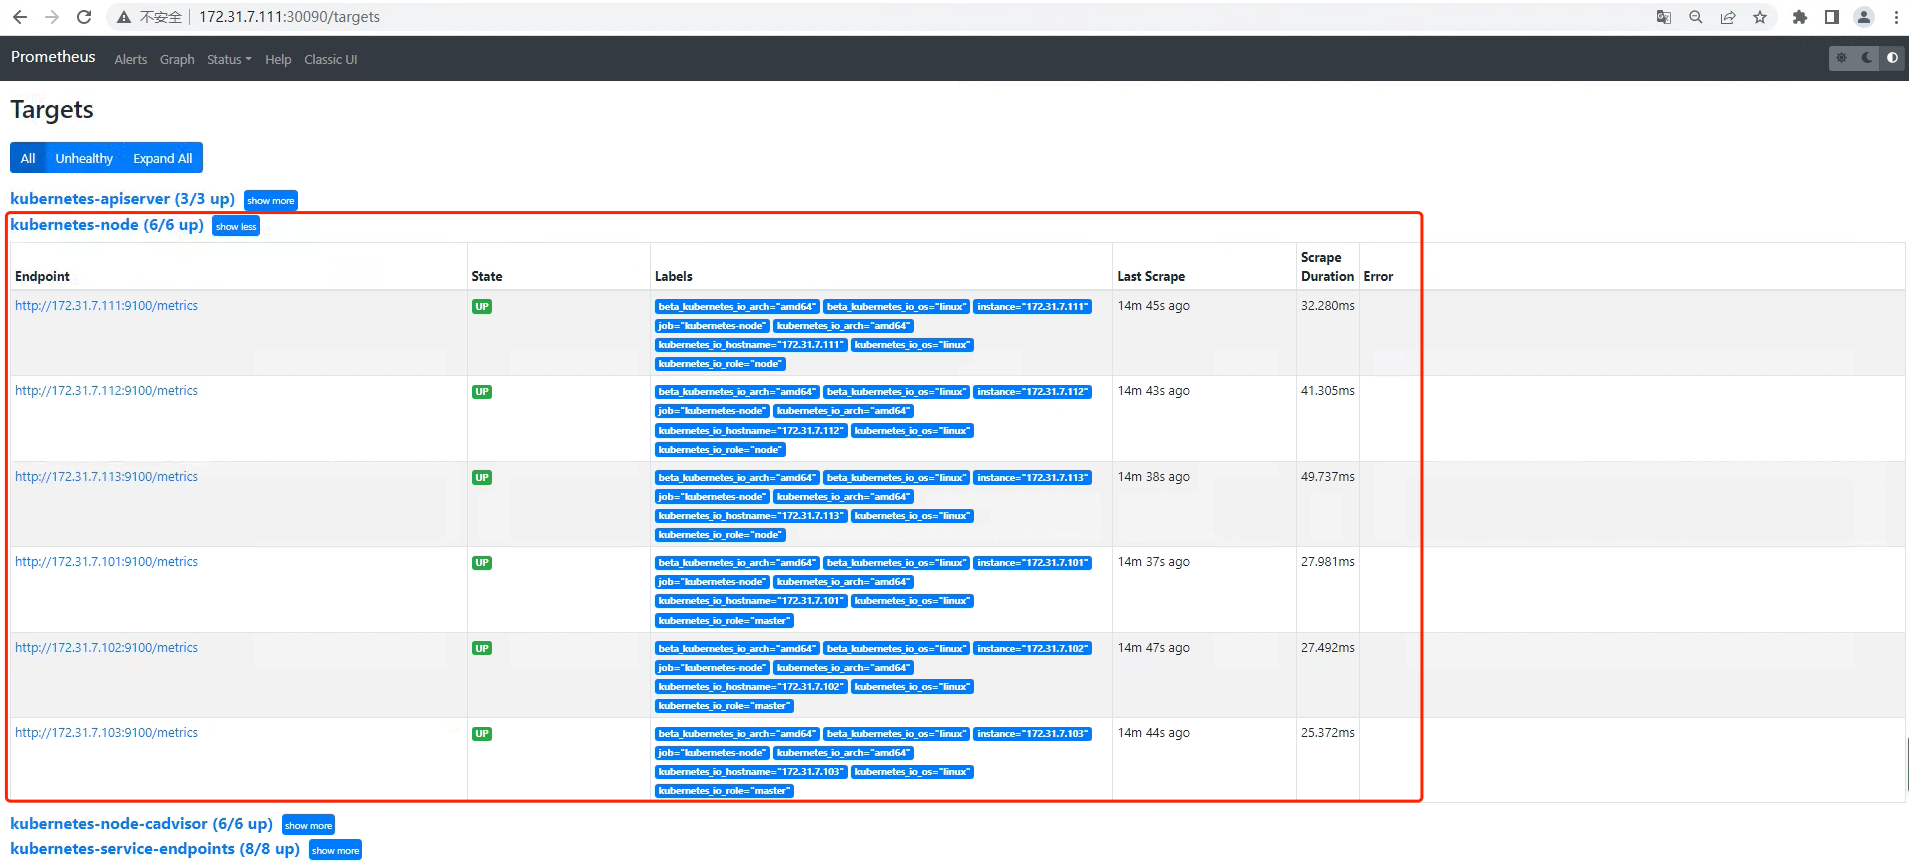 不安全 172.31.7.111:30090/targets
Prometheus Alerts Graph Status Help Classic UI
Targets
All Unhealthy Expand All
kubernetes-apiserver (3/3 up) show more
kubernetes-node (6/6 up) show less
Endpoint State Labels Last Scrape Scrape Duration Error
http://172.31.7.111:9100/metrics UP beta_kubernetes_io_arch="amd64" beta_kubernetes_io_os="linux" instance="172.31.7.111" 14m 45s ago 32.280ms
job="kubernetes-node" kubernetes_io_arch="amd64"
kubernetes_io_hostname="172.31.7.111" kubernetes_io_os="linux"
kubernetes_io_role="node"
http://172.31.7.112:9100/metrics UP beta_kubernetes_io_arch="amd64" beta_kubernetes_io_os="linux" instance="172.31.7.112" 14m 43s ago 41.305ms
job="kubernetes-node" kubernetes_io_arch="amd64"
kubernetes_io_hostname="172.31.7.112" kubernetes_io_os="linux"
kubernetes_io_role="node"
http://172.31.7.113:9100/metrics UP beta_kubernetes_io_arch="amd64" beta_kubernetes_io_os="linux" instance="172.31.7.113" 14m 38s ago 49.737ms
job="kubernetes-node" kubernetes_io_arch="amd64"
kubernetes_io_hostname="172.31.7.113" kubernetes_io_os="linux"
kubernetes_io_role="node"
http://172.31.7.101:9100/metrics UP beta_kubernetes_io_arch="amd64" beta_kubernetes_io_os="linux" instance="172.31.7.101" 14m 37s ago 27.981ms
job="kubernetes-node" kubernetes_io_arch="amd64"
kubernetes_io_hostname="172.31.7.101" kubernetes_io_os="linux"
kubernetes_io_role="master"
http://172.31.7.102:9100/metrics UP beta_kubernetes_io_arch="amd64" beta_kubernetes_io_os="linux" instance="172.31.7.102" 14m 47s ago 27.492ms
job="kubernetes-node" kubernetes_io_arch="amd64"
kubernetes_io_hostname="172.31.7.102" kubernetes_io_os="linux"
kubernetes_io_role="master"
http://172.31.7.103:9100/metrics UP beta_kubernetes_io_arch="amd64" beta_kubernetes_io_os="linux" instance="172.31.7.103" 14m 44s ago 25.372ms
job="kubernetes-node" kubernetes_io_arch="amd64"
kubernetes_io_hostname="172.31.7.103" kubernetes_io_os="linux"
kubernetes_io_role="master"
kubernetes-node-cadvisor (6/6 up) show more
kubernetes-service-endpoints (8/8 up) show more